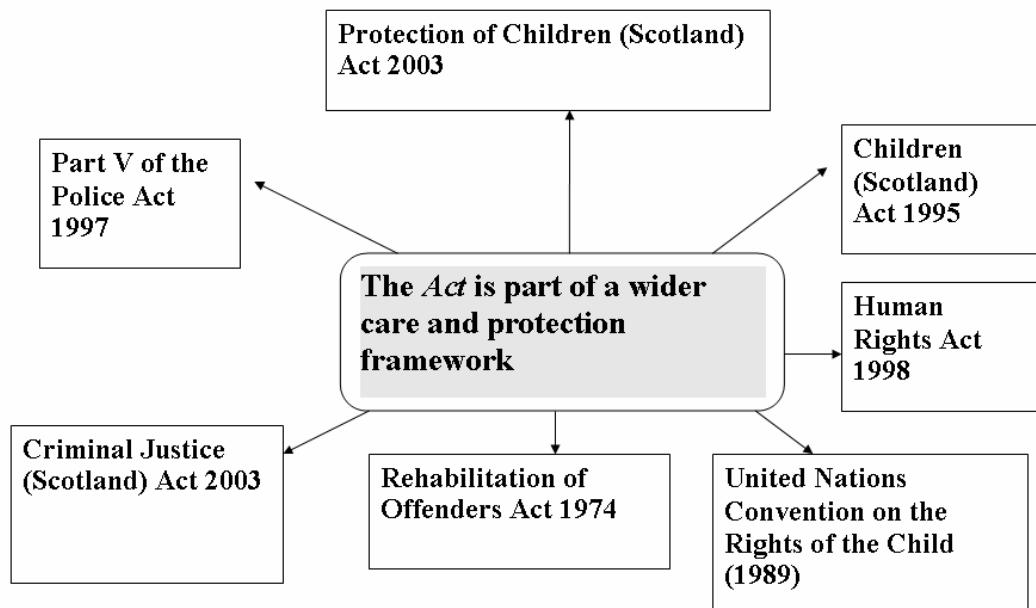 Protection of Children (Scotland)
Act 2003
Part V of the
Police Act
1997
Children
(Scotland)
Act 1995
The Act is part of a wider
care and protection
framework
Human
Rights Act
1998
Criminal Justice
(Scotland) Act 2003
Rehabilitation of
Offenders Act 1974
United Nations
Convention on the
Rights of the Child
(1989)